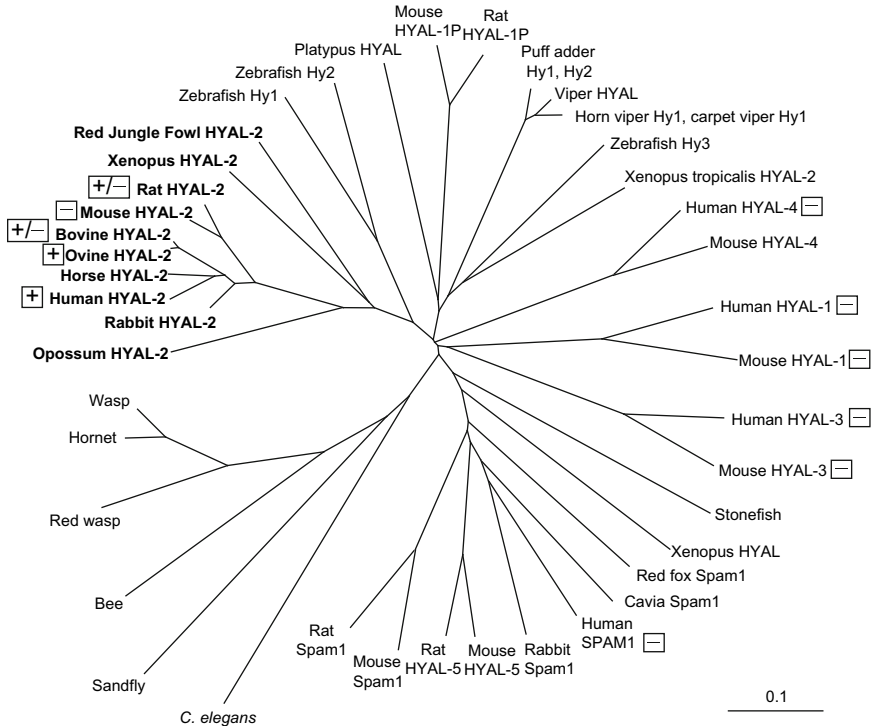 Mouse
HYAL-1P
Rat
HYAL-1P
Platypus HYAL
Puff adder
Hy1, Hy2
Zebrafish Hy2
Viper HYAL
Zebrafish Hy1
Horn viper Hy1, carpet viper Hy1
Red Jungle Fowl HYAL-2
Zebrafish Hy3
Xenopus HYAL-2
Xenopus tropicalis HYAL-2
+/− Rat HYAL-2
Human HYAL-4 −
− Mouse HYAL-2
+/− Bovine HYAL-2
Mouse HYAL-4
+ Ovine HYAL-2
Horse HYAL-2
+ Human HYAL-2
Human HYAL-1 −
Rabbit HYAL-2
Opossum HYAL-2
Mouse HYAL-1 −
Wasp
Human HYAL-3 −
Hornet
Mouse HYAL-3 −
Red wasp
Stonefish
Xenopus HYAL
Red fox Spam1
Bee
Cavia Spam1
Human
SPAM1 −
Rat
Spam1
Mouse
Spam1
Rat
HYAL-5
Mouse
HYAL-5
Rabbit
Spam1
Sandfly
C. elegans
0.1